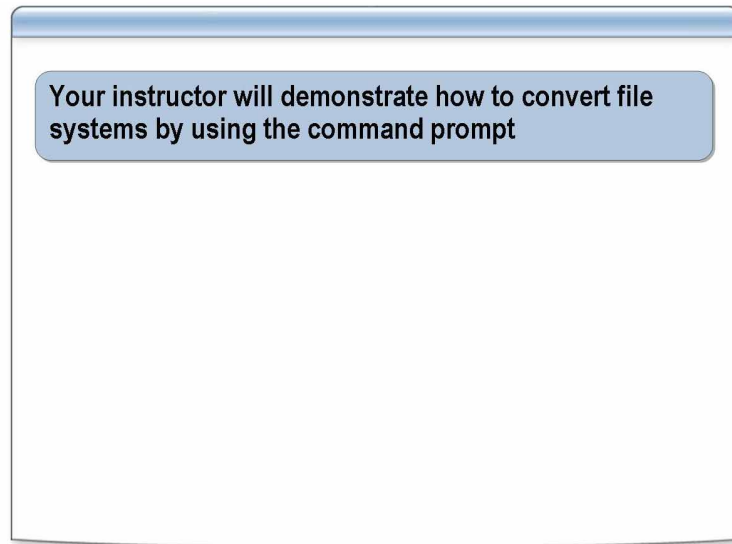 Your instructor will demonstrate how to convert file
systems by using the command prompt